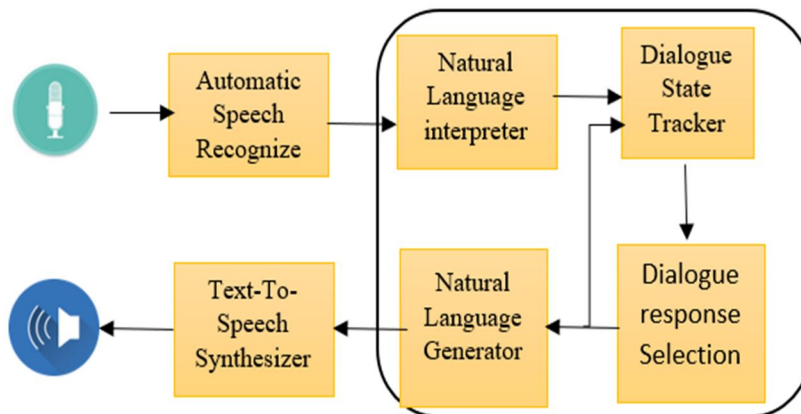 Automatic
Speech
Recognize
Natural
Language
interpreter
Dialogue
State
Tracker
Text-To-
Speech
Synthesizer
Natural
Language
Generator
Dialogue
response
Selection